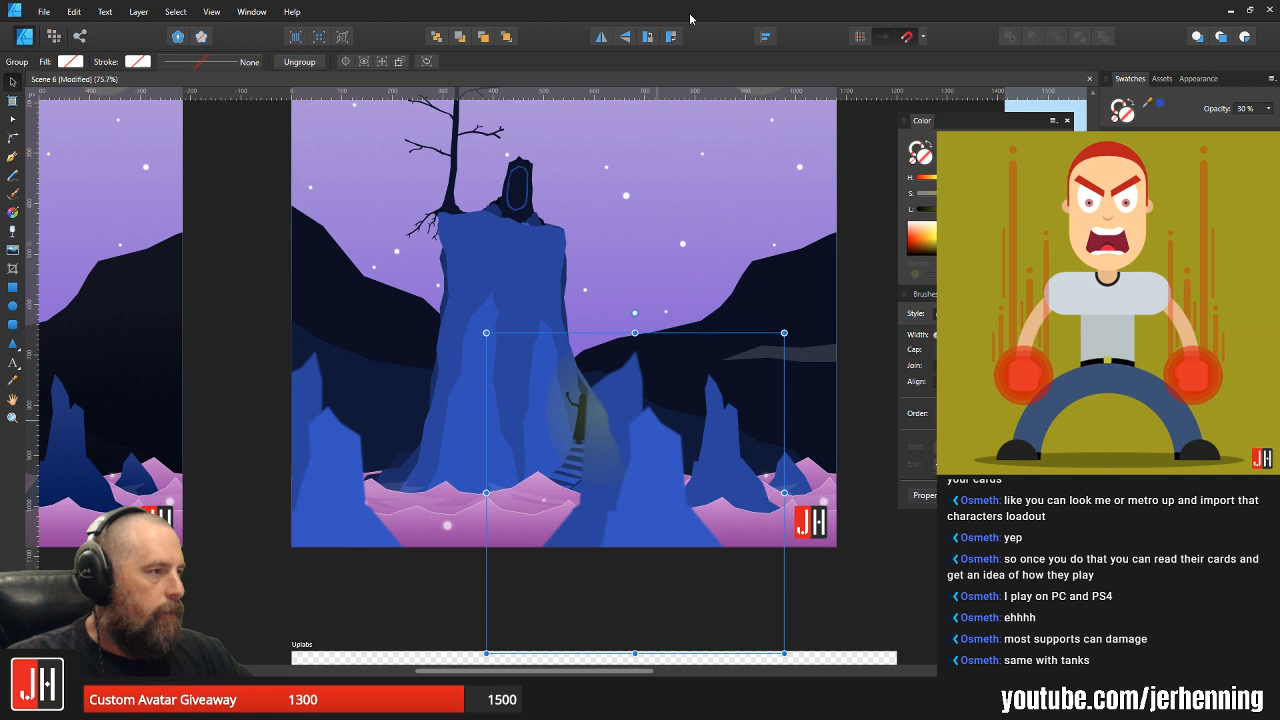 File Edit Text Layer Select View Window Help
Group Fill: Stroke: None Ungroup
Scene 6 [Modified] (75.7%)
Swatches Assets Appearance
Opacity: 30 %
Color
H:
S:
L:
Brushes
Style:
Width:
Cap:
Join:
Align:
Order:
Start:
End:
Proper
Uplabs
JH
your cards
Osmeth: like you can look me or metro up and import that
characters loadout
Osmeth: yep
Osmeth: so once you do that you can read their cards and
get an idea of how they play
Osmeth: I play on PC and PS4
Osmeth: ehhhh
Osmeth: most supports can damage
Osmeth: same with tanks
JH
Custom Avatar Giveaway 1300 1500
youtube.com/jerhenning